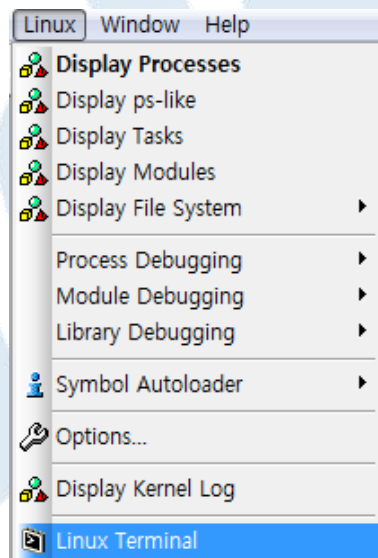 Linux Window Help
Display Processes
Display ps-like
Display Tasks
Display Modules
Display File System
Process Debugging
Module Debugging
Library Debugging
Symbol Autoloader
Options...
Display Kernel Log
Linux Terminal